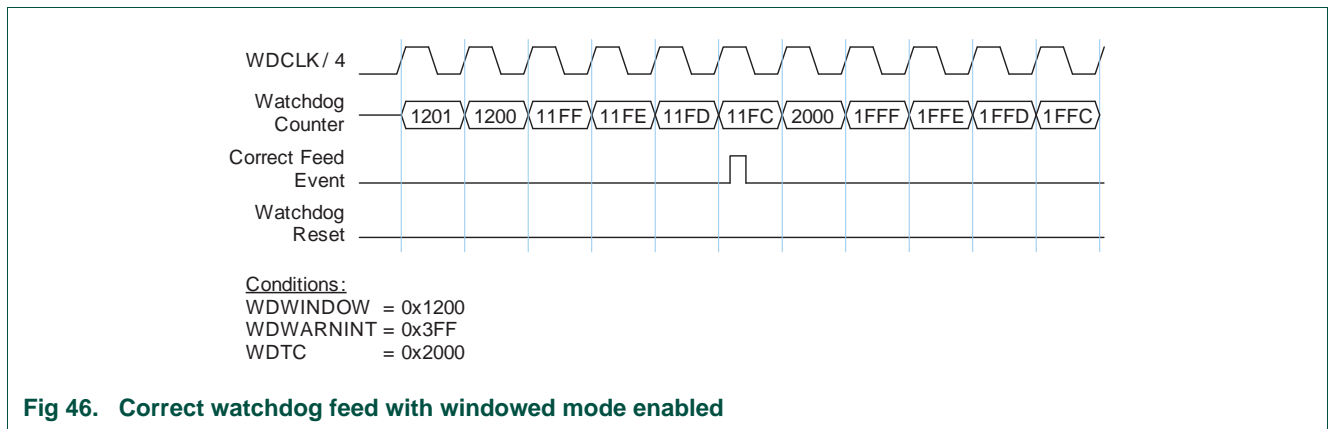 WDCLK / 4
Watchdog
Counter
1201 1200 11FF 11FE 11FD 11FC 2000 1FFF 1FFE 1FFD 1FFC
Correct Feed
Event
Watchdog
Reset
Conditions:
WDWINDOW = 0x1200
WDWARNINT = 0x3FF
WDTC = 0x2000
Fig 46. Correct watchdog feed with windowed mode enabled